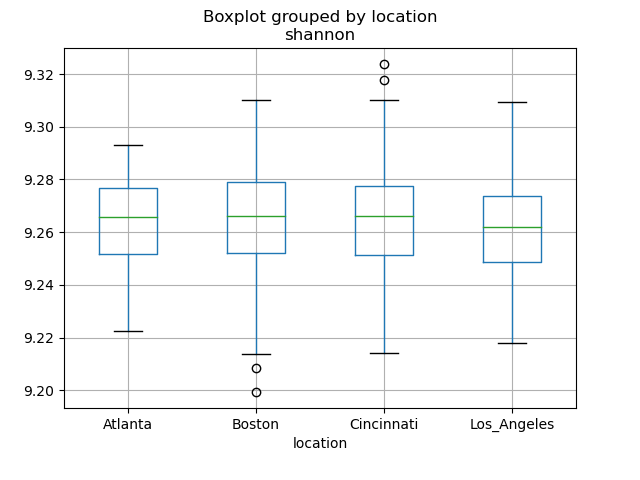 Boxplot grouped by location
shannon
9.32
9.30
9.28
9.26
9.24
9.22
9.20
Atlanta Boston Cincinnati Los_Angeles
location